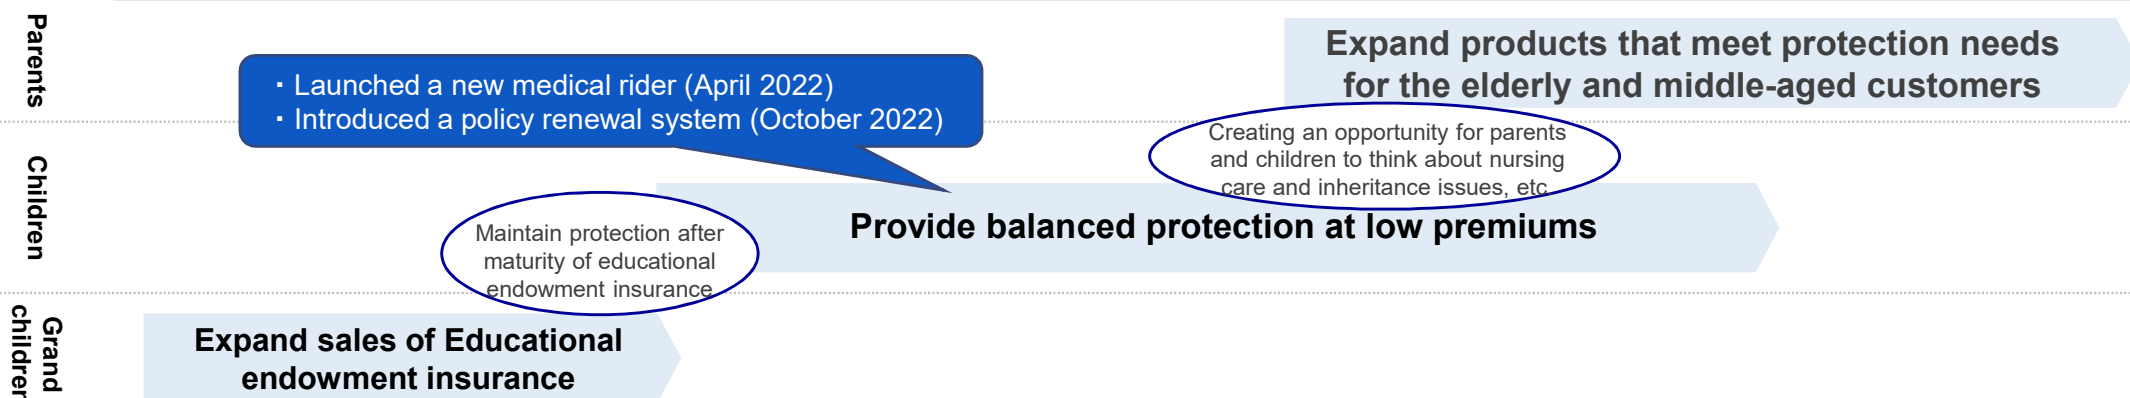 Parents
Expand products that meet protection needs
for the elderly and middle-aged customers
・Launched a new medical rider (April 2022)
・Introduced a policy renewal system (October 2022)
Creating an opportunity for parents
and children to think about nursing
care and inheritance issues, etc.
Children
Provide balanced protection at low premiums
Maintain protection after
maturity of educational
endowment insurance
Grand
children
Expand sales of Educational
endowment insurance